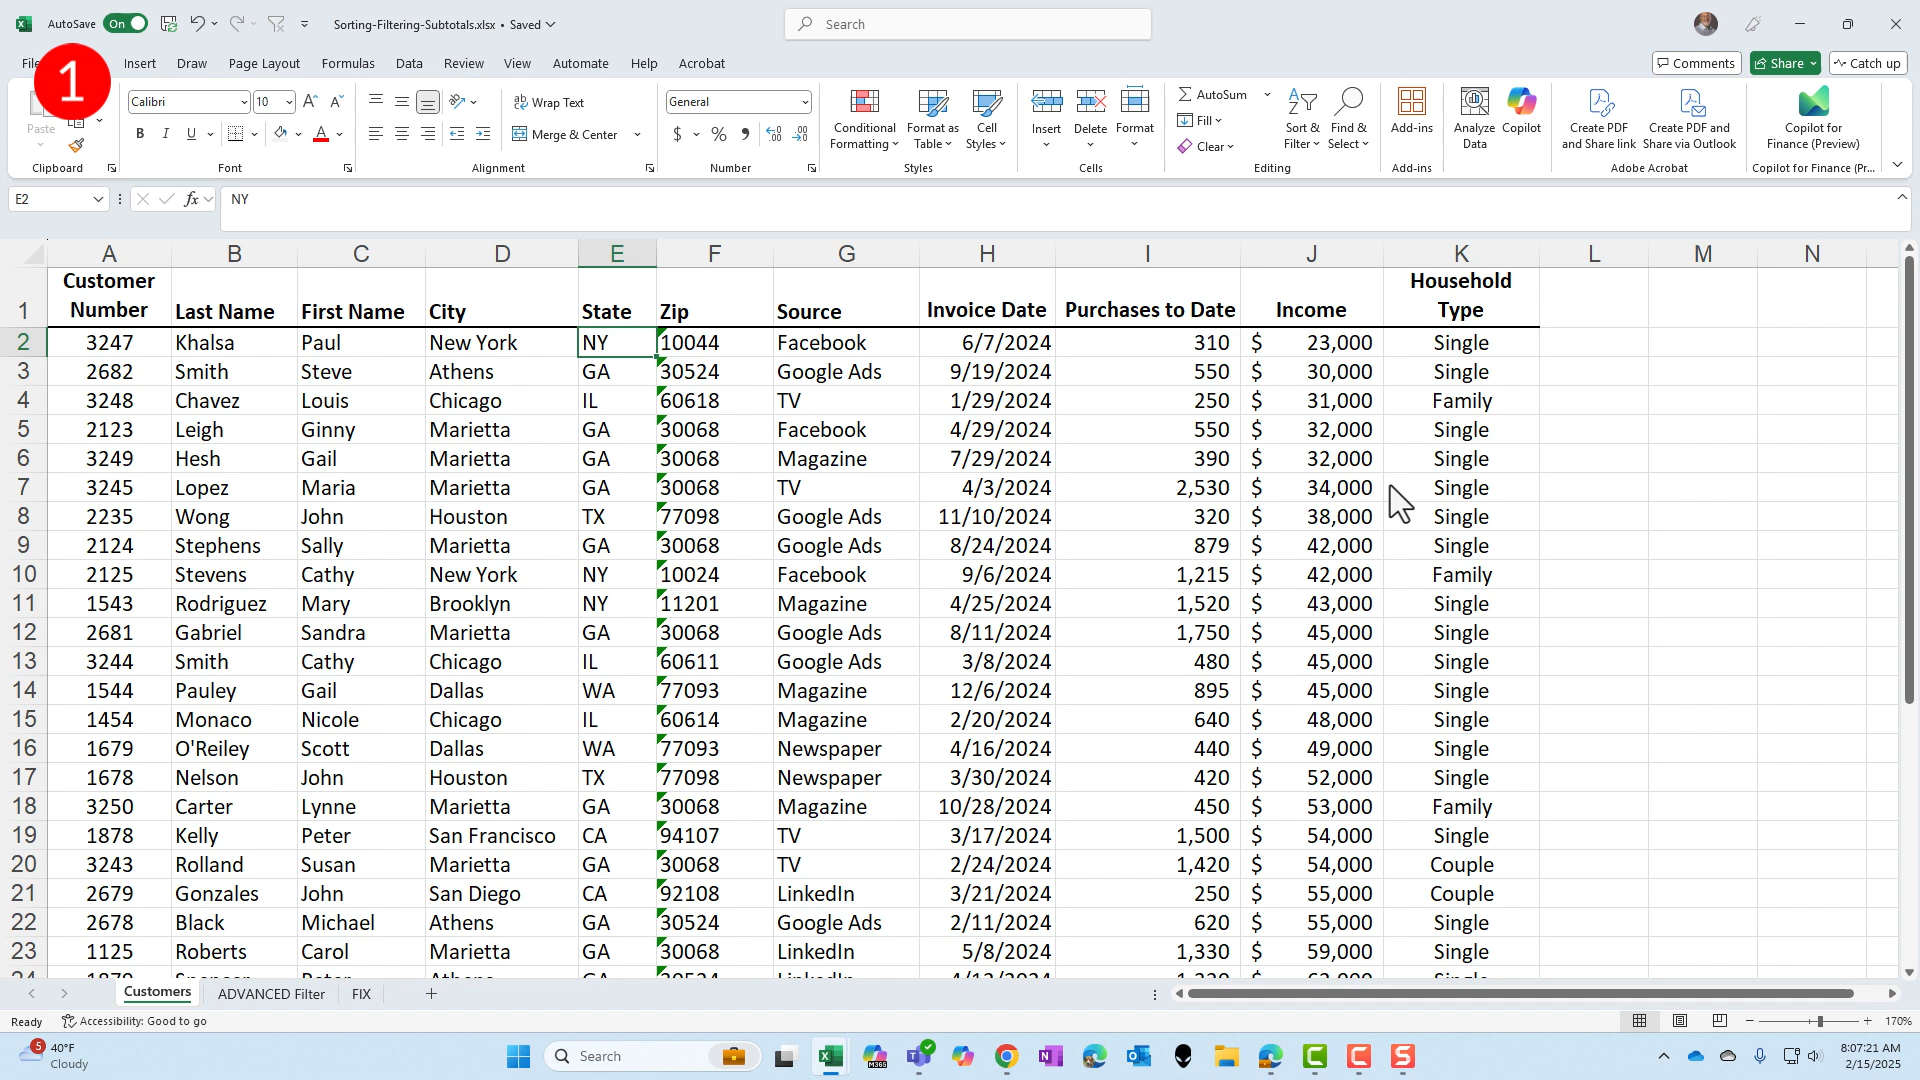 AutoSave On Sorting-Filtering-Subtotals.xlsx • Saved Search
1
Insert Draw Page Layout Formulas Data Review View Automate Help Acrobat Comments Share Catch up
Paste Calibri 10 Wrap Text General Conditional Formatting Format as Table Cell Styles Insert Delete Format AutoSum Fill Clear Sort & Filter Find & Select Add-ins Analyze Data Copilot Create PDF and Share link Create PDF and Share via Outlook Copilot for Finance (Preview)
B I U A Merge & Center $ % 9
Clipboard Font Alignment Number Styles Cells Editing Add-ins Adobe Acrobat Copilot for Finance (Pr...
E2 fx NY
A B C D E F G H I J K L M N
1 Customer Number Last Name First Name City State Zip Source Invoice Date Purchases to Date Income Household Type
2 3247 Khalsa Paul New York NY 10044 Facebook 6/7/2024 310 $ 23,000 Single
3 2682 Smith Steve Athens GA 30524 Google Ads 9/19/2024 550 $ 30,000 Single
4 3248 Chavez Louis Chicago IL 60618 TV 1/29/2024 250 $ 31,000 Family
5 2123 Leigh Ginny Marietta GA 30068 Facebook 4/29/2024 550 $ 32,000 Single
6 3249 Hesh Gail Marietta GA 30068 Magazine 7/29/2024 390 $ 32,000 Single
7 3245 Lopez Maria Marietta GA 30068 TV 4/3/2024 2,530 $ 34,000 Single
8 2235 Wong John Houston TX 77098 Google Ads 11/10/2024 320 $ 38,000 Single
9 2124 Stephens Sally Marietta GA 30068 Google Ads 8/24/2024 879 $ 42,000 Single
10 2125 Stevens Cathy New York NY 10024 Facebook 9/6/2024 1,215 $ 42,000 Family
11 1543 Rodriguez Mary Brooklyn NY 11201 Magazine 4/25/2024 1,520 $ 43,000 Single
12 2681 Gabriel Sandra Marietta GA 30068 Google Ads 8/11/2024 1,750 $ 45,000 Single
13 3244 Smith Cathy Chicago IL 60611 Google Ads 3/8/2024 480 $ 45,000 Single
14 1544 Pauley Gail Dallas WA 77093 Magazine 12/6/2024 895 $ 45,000 Single
15 1454 Monaco Nicole Chicago IL 60614 Magazine 2/20/2024 640 $ 48,000 Single
16 1679 O'Reiley Scott Dallas WA 77093 Newspaper 4/16/2024 440 $ 49,000 Single
17 1678 Nelson John Houston TX 77098 Newspaper 3/30/2024 420 $ 52,000 Single
18 3250 Carter Lynne Marietta GA 30068 Magazine 10/28/2024 450 $ 53,000 Family
19 1878 Kelly Peter San Francisco CA 94107 TV 3/17/2024 1,500 $ 54,000 Single
20 3243 Rolland Susan Marietta GA 30068 TV 2/24/2024 1,420 $ 54,000 Couple
21 2679 Gonzales John San Diego CA 92108 LinkedIn 3/21/2024 250 $ 55,000 Couple
22 2678 Black Michael Athens GA 30524 Google Ads 2/11/2024 620 $ 55,000 Single
23 1125 Roberts Carol Marietta GA 30068 LinkedIn 5/8/2024 1,330 $ 59,000 Single
Customers ADVANCED Filter FIX
Ready Accessibility: Good to go 170%
5 40°F Cloudy Search M365 8:07:21 AM
2/15/2025